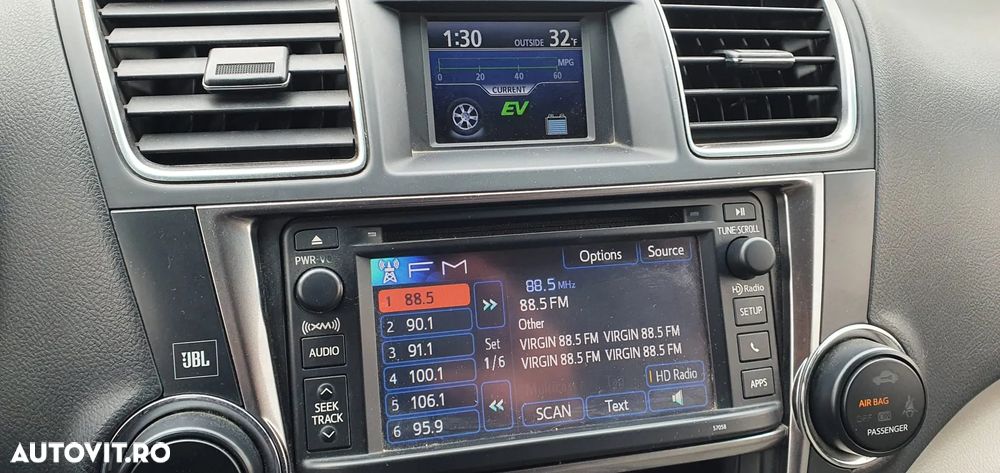 1:30 OUTSIDE 32°F
MPG
0 20 40 60
CURRENT
EV
PWR-VOL
TUNE•SCROLL
FM
Options
Source
88.5 MHz
88.5 FM
Other
VIRGIN 88.5 FM VIRGIN 88.5 FM
VIRGIN 88.5 FM VIRGIN 88.5 FM
1 88.5
2 90.1
3 91.1
4 100.1
5 106.1
6 95.9
>>
Set
1/6
<<
HD Radio
SCAN
Text
((XM))
AUDIO
SEEK
TRACK
HD Radio
SETUP
APPS
57058
JBL
AIR BAG
OFF
PASSENGER
AUTOVIT.RO